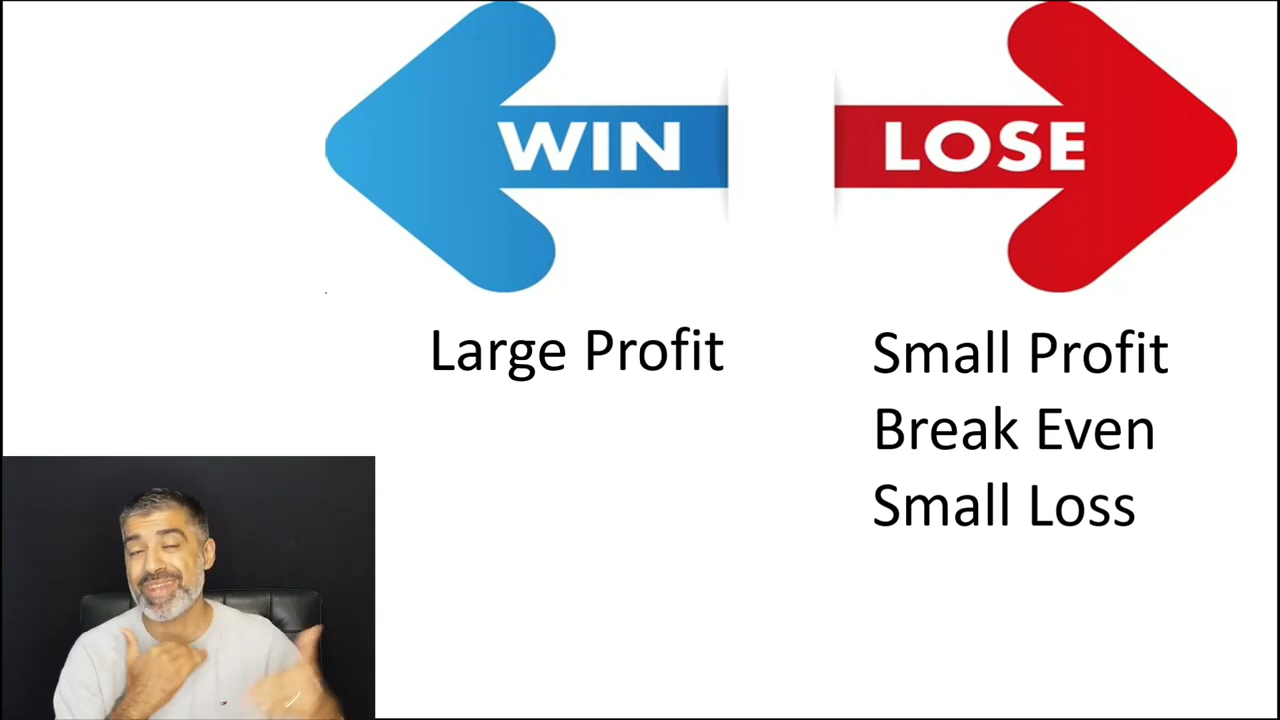 WIN
LOSE
Large Profit
Small Profit
Break Even
Small Loss